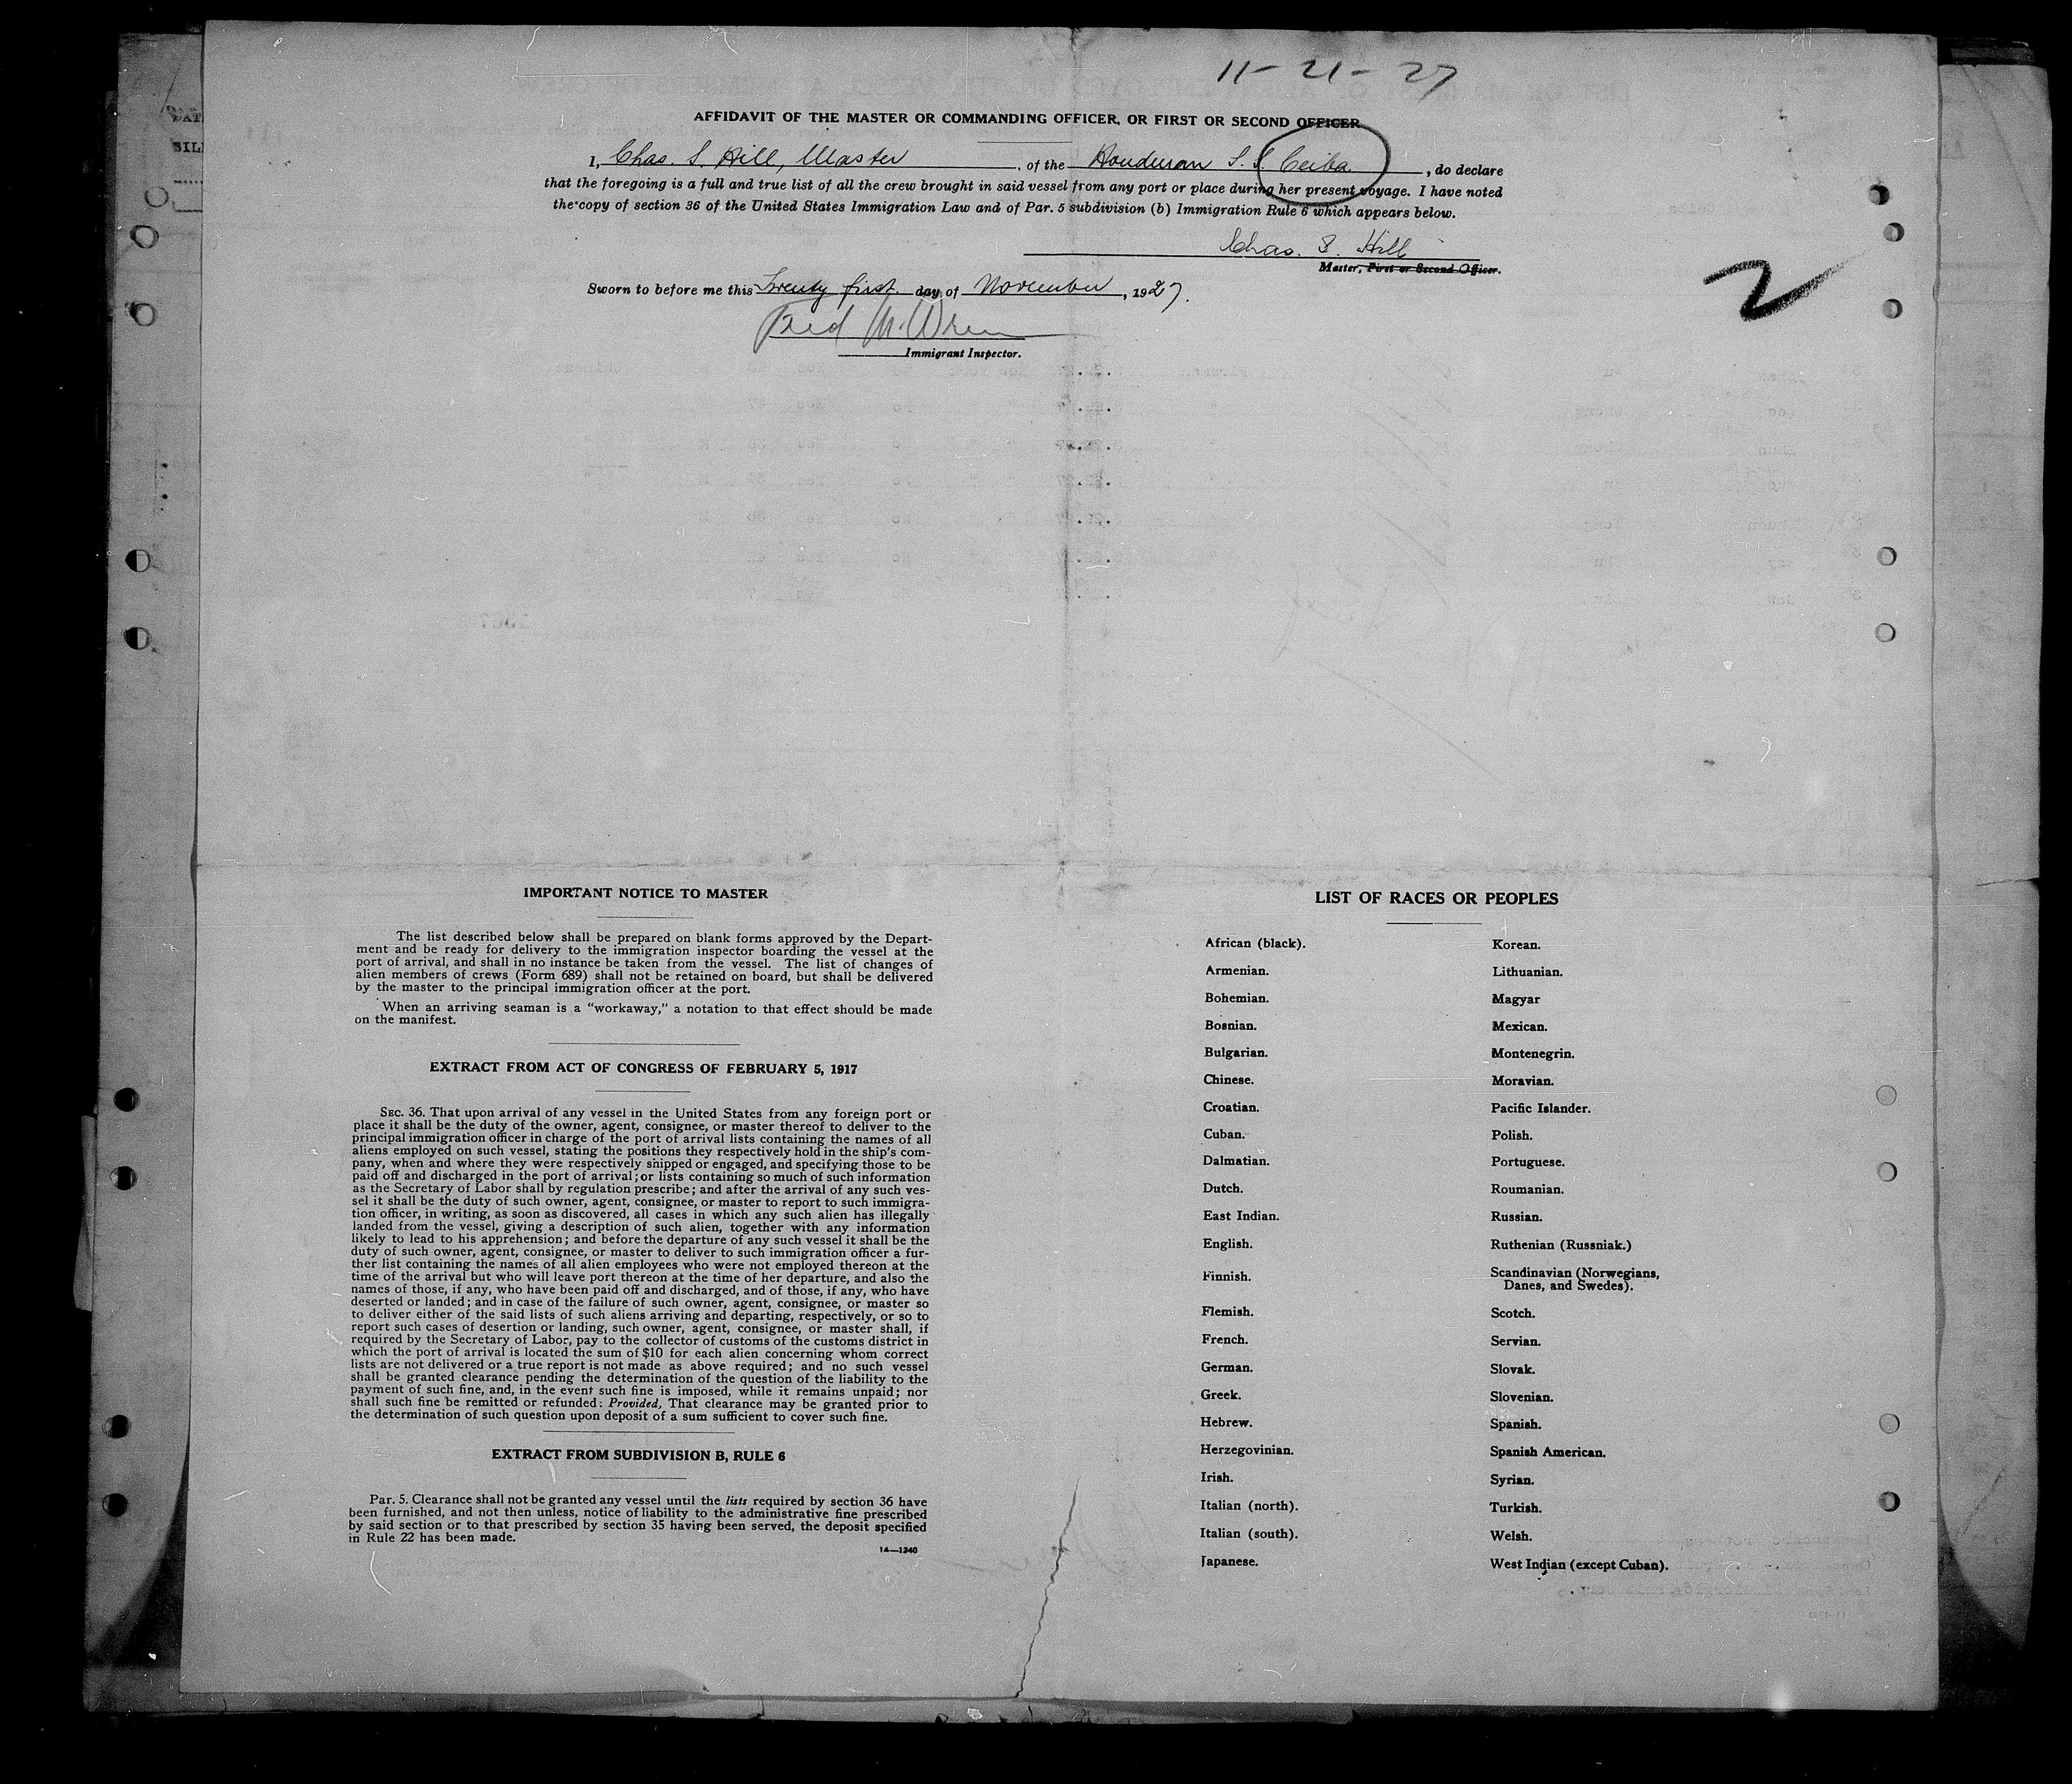 11-21-27
AFFIDAVIT OF THE MASTER OR COMMANDING OFFICER, OR FIRST OR SECOND OFFICER
I, Chas. S. Hill, Master, of the Honduran S. S. Ceiba, do declare
that the foregoing is a full and true list of all the crew brought in said vessel from any port or place during her present voyage. I have noted
the copy of section 36 of the United States Immigration Law and of Par. 5 subdivision (b) Immigration Rule 6 which appears below.
Chas. S. Hill
Master, First or Second Officer.
2
Sworn to before me this Twenty first day of November, 1927.
Fred M. Wren
Immigrant Inspector.
IMPORTANT NOTICE TO MASTER
The list described below shall be prepared on blank forms approved by the Depart-
ment and be ready for delivery to the immigration inspector boarding the vessel at the
port of arrival, and shall in no instance be taken from the vessel. The list of changes of
alien members of crews (Form 689) shall not be retained on board, but shall be delivered
by the master to the principal immigration officer at the port.
When an arriving seaman is a "workaway," a notation to that effect should be made
on the manifest.
EXTRACT FROM ACT OF CONGRESS OF FEBRUARY 5, 1917
SEC. 36. That upon arrival of any vessel in the United States from any foreign port or
place it shall be the duty of the owner, agent, consignee, or master thereof to deliver to the
principal immigration officer in charge of the port of arrival lists containing the names of all
aliens employed on such vessel, stating the positions they respectively hold in the ship's com-
pany, when and where they were respectively shipped or engaged, and specifying those to be
paid off and discharged in the port of arrival; or lists containing so much of such information
as the Secretary of Labor shall by regulation prescribe; and after the arrival of any such ves-
sel it shall be the duty of such owner, agent, consignee, or master to report to such immigra-
tion officer, in writing, as soon as discovered, all cases in which any such alien has illegally
landed from the vessel, giving a description of such alien, together with any information
likely to lead to his apprehension; and before the departure of any such vessel it shall be the
duty of such owner, agent, consignee, or master to deliver to such immigration officer a fur-
ther list containing the names of all alien employees who were not employed thereon at the
time of the arrival but who will leave port thereon at the time of her departure, and also the
names of those, if any, who have been paid off and discharged, and of those, if any, who have
deserted or landed; and in case of the failure of such owner, agent, consignee, or master so
to deliver either of the said lists of such aliens arriving and departing, respectively, or so to
report such cases of desertion or landing, such owner, agent, consignee, or master shall, if
required by the Secretary of Labor, pay to the collector of customs of the customs district in
which the port of arrival is located the sum of $10 for each alien concerning whom correct
lists are not delivered or a true report is not made as above required; and no such vessel
shall be granted clearance pending the determination of the question of the liability to the
payment of such fine, and, in the event such fine is imposed, while it remains unpaid; nor
shall such fine be remitted or refunded: Provided, That clearance may be granted prior to
the determination of such question upon deposit of a sum sufficient to cover such fine.
EXTRACT FROM SUBDIVISION B, RULE 6
Par. 5. Clearance shall not be granted any vessel until the lists required by section 36 have
been furnished, and not then unless, notice of liability to the administrative fine prescribed
by said section or to that prescribed by section 35 having been served, the deposit specified
in Rule 22 has been made.
14—1240
LIST OF RACES OR PEOPLES
African (black).
Armenian.
Bohemian.
Bosnian.
Bulgarian.
Chinese.
Croatian.
Cuban.
Dalmatian.
Dutch.
East Indian.
English.
Finnish.
Flemish.
French.
German.
Greek.
Hebrew.
Herzegovinian.
Irish.
Italian (north).
Italian (south).
Japanese.
Korean.
Lithuanian.
Magyar
Mexican.
Montenegrin.
Moravian.
Pacific Islander.
Polish.
Portuguese.
Roumanian.
Russian.
Ruthenian (Russniak.)
Scandinavian (Norwegians,
Danes, and Swedes).
Scotch.
Servian.
Slovak.
Slovenian.
Spanish.
Spanish American.
Syrian.
Turkish.
Welsh.
West Indian (except Cuban).